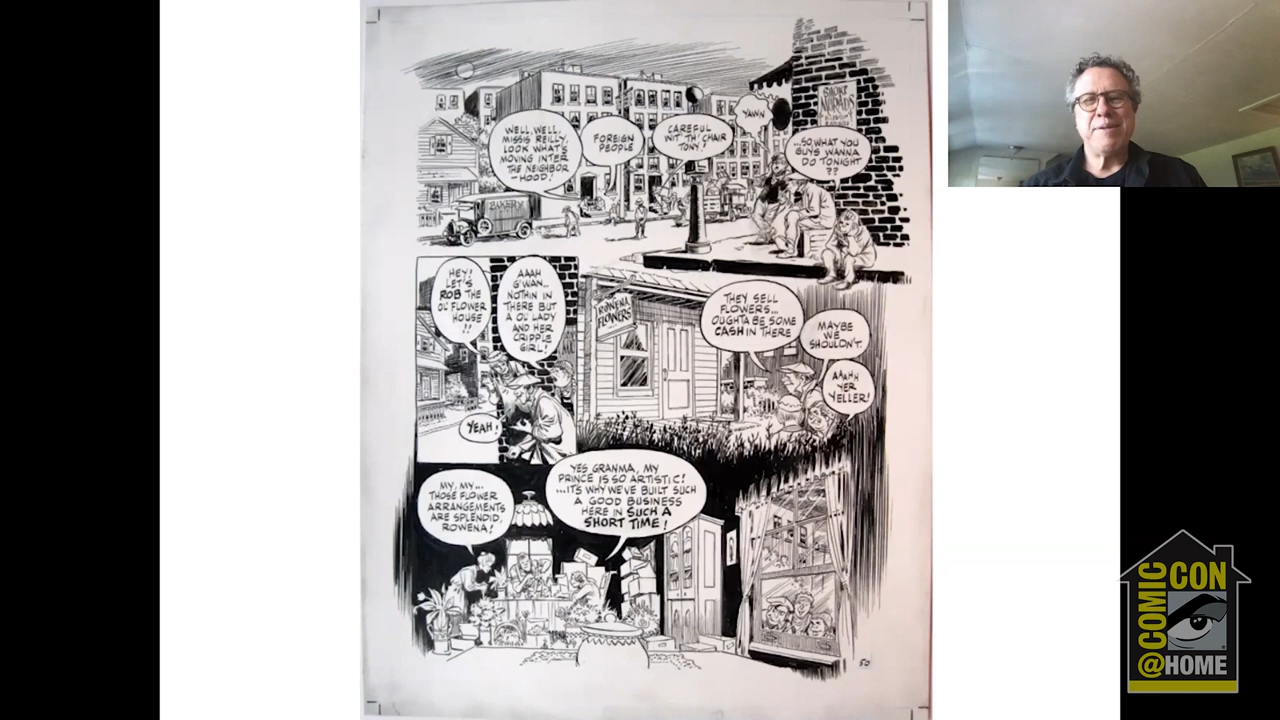 WELL, WELL,
MISSIS REILLY,
LOOK WHAT'S
MOVING INTER
THE NEIGHBOR
-HOOD!
FOREIGN
PEOPLE
CAREFUL
WIT' TH' CHAIR
TONY!
YAWN
...SO, WHAT YOU
GUYS WANNA
DO TONIGHT
??
SMOKE
BAKERY
HEY!
LET'S
ROB THE
OL' FLOWER
HOUSE
!!
AAAH
G'WAN..
NOTHIN IN
THERE BUT
A OL' LADY
AND HER
CRIPPLE
GIRL!
YEAH!
ROWENA
FLOWERS
THEY SELL
FLOWERS...
OUGHTA BE SOME
CASH IN THERE
MAYBE
WE
SHOULDN'T.
AAAHH
YER
YELLER!
MY, MY...
THOSE FLOWER
ARRANGEMENTS
ARE SPLENDID,
ROWENA!
YES GRANMA, MY
PRINCE IS SO ARTISTIC!
...IT'S WHY WE'VE BUILT SUCH
A GOOD BUSINESS
HERE IN SUCH A
SHORT TIME!
50
COMIC
CON
@HOME